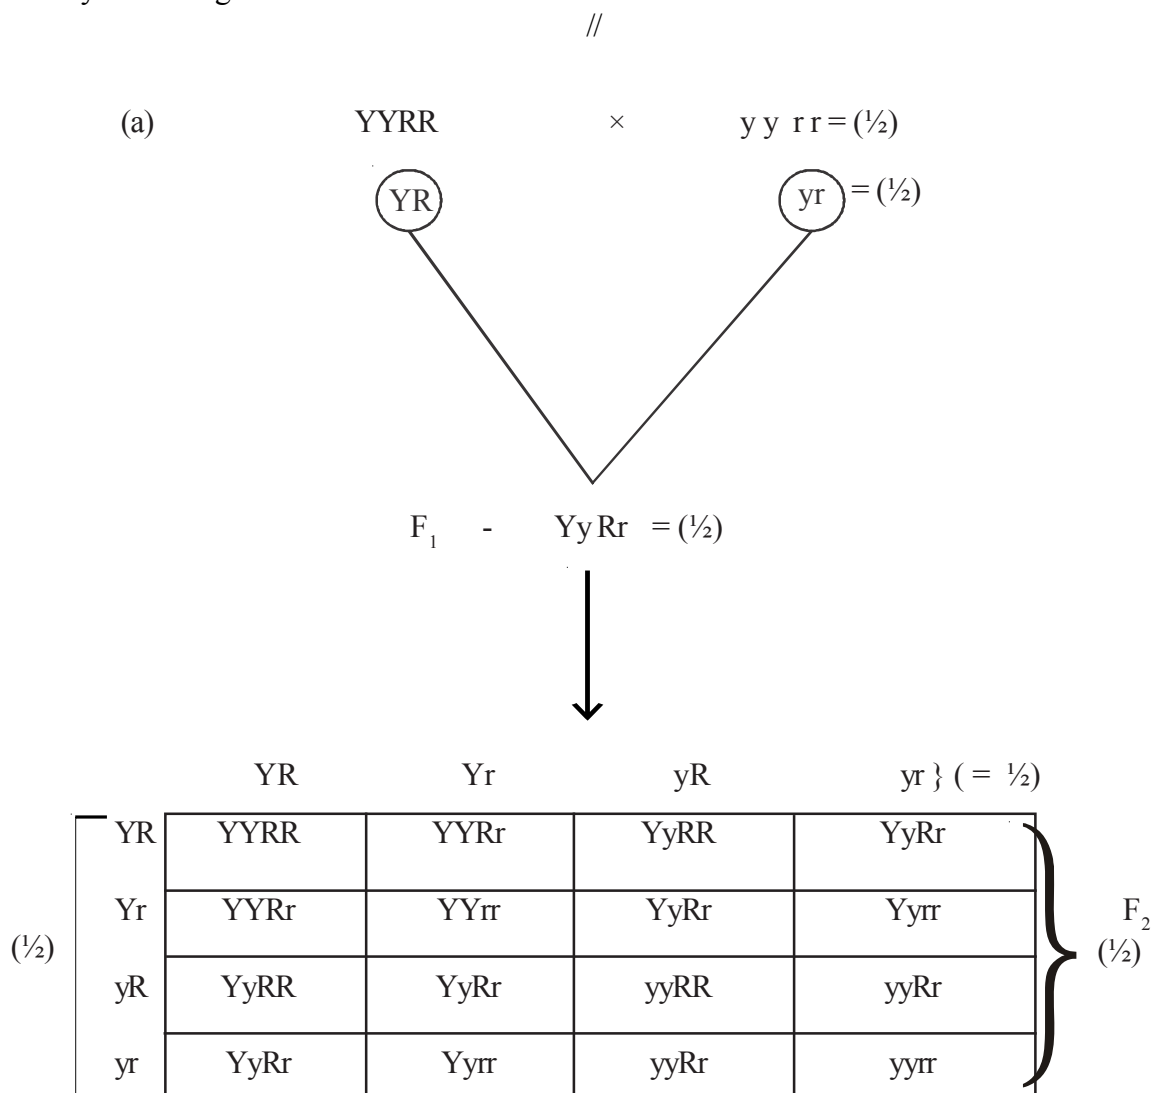 //
(a) YYRR × y y r r = (½)
YR yr = (½)
F₁ - Yy Rr = (½)
YR Yr yR yr } ( = ½)
YR YYRR YYRr YyRR YyRr
Yr YYRr YYrr YyRr Yyrr F₂
(½) (½)
yR YyRR YyRr yyRR yyRr
yr YyRr Yyrr yyRr yyrr